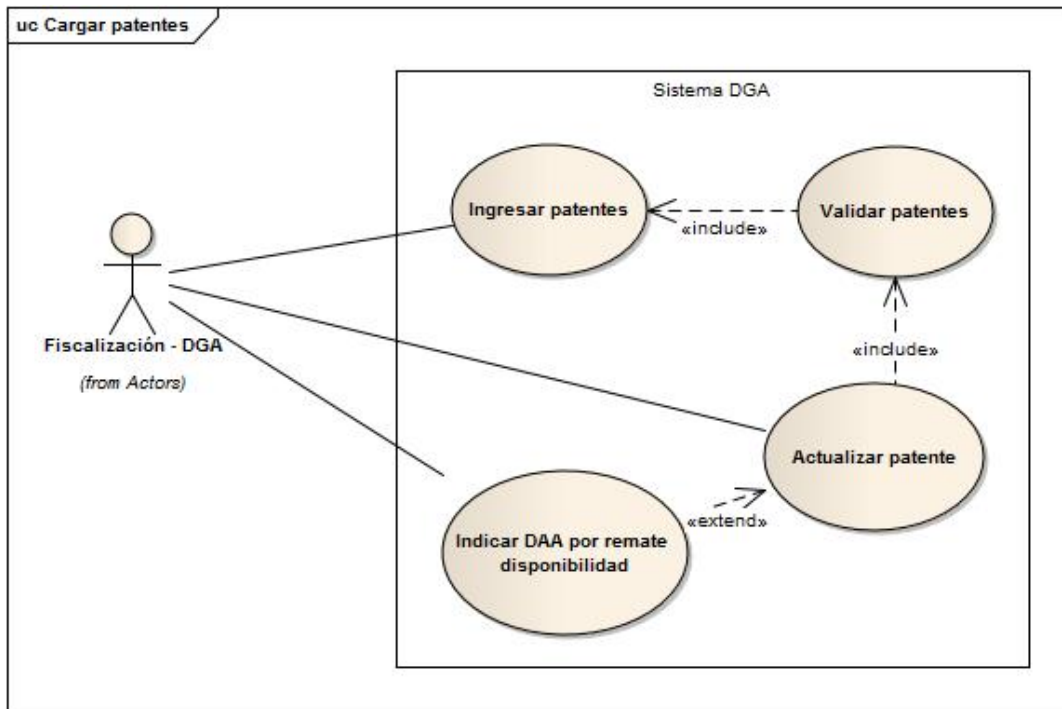 uc Cargar patentes
Sistema DGA
Ingresar patentes
Validar patentes
«include»
Fiscalización - DGA
(from Actors)
«include»
Actualizar patente
«extend»
Indicar DAA por remate
disponibilidad